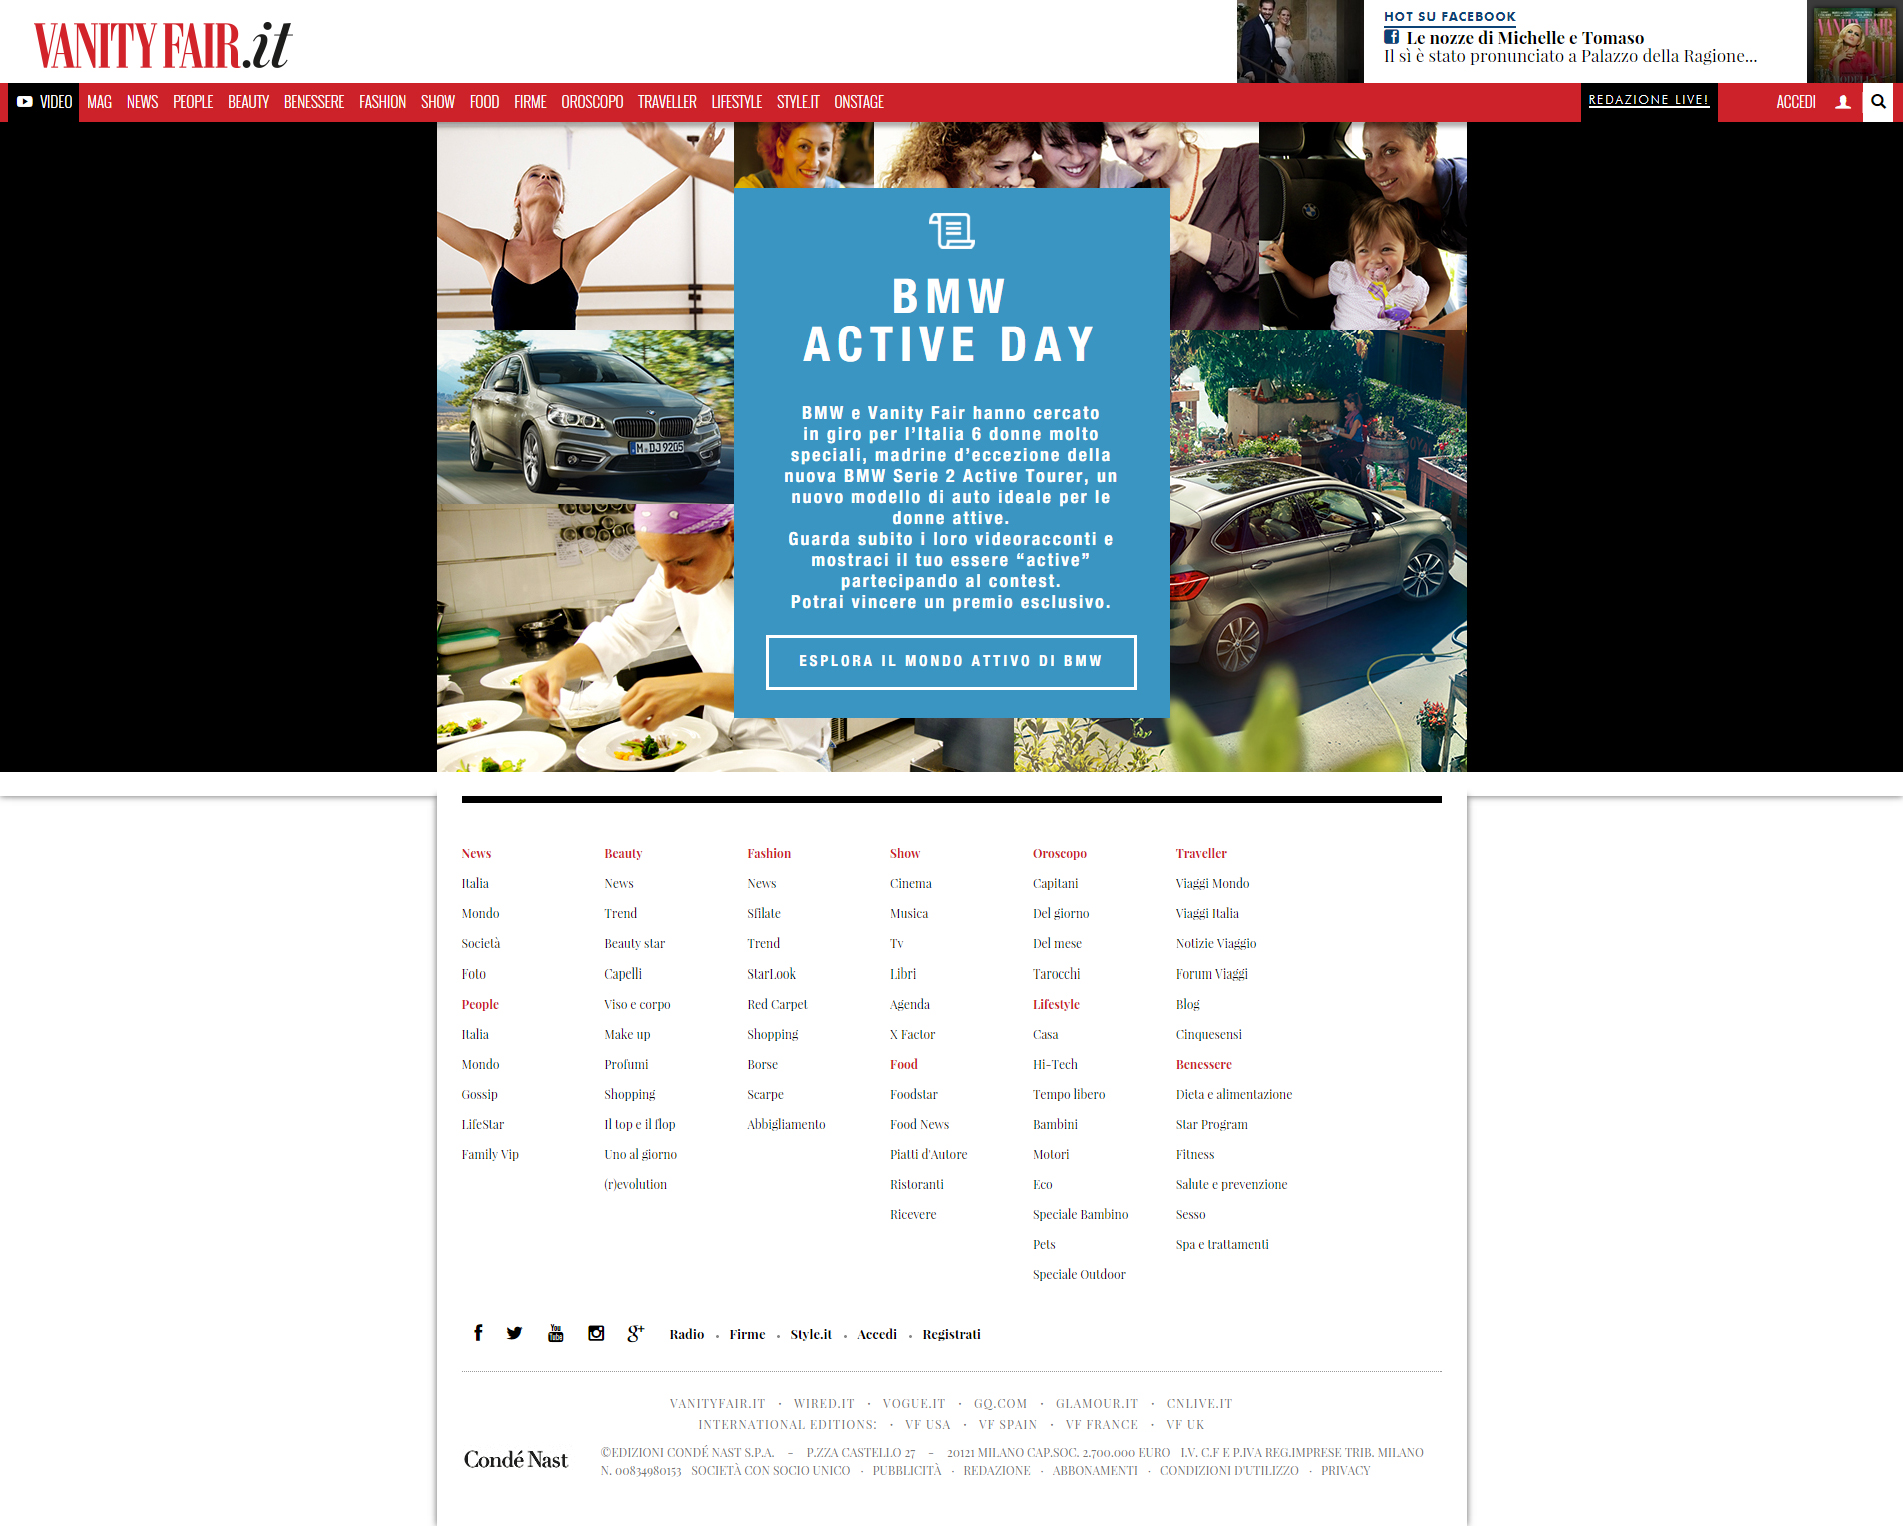 VANITY FAIR.it
HOT SU FACEBOOK
Le nozze di Michelle e Tomaso
Il sì è stato pronunciato a Palazzo della Ragione...
VANITY FAIR
VIDEO MAG NEWS PEOPLE BEAUTY BENESSERE FASHION SHOW FOOD FIRME OROSCOPO TRAVELLER LIFESTYLE STYLE.IT ONSTAGE REDAZIONE LIVE! ACCEDI
BMW
ACTIVE DAY
BMW e Vanity Fair hanno cercato
in giro per l'Italia 6 donne molto
speciali, madrine d'eccezione della
nuova BMW Serie 2 Active Tourer, un
nuovo modello di auto ideale per le
donne attive.
Guarda subito i loro videoracconti e
mostraci il tuo essere “active”
partecipando al contest.
Potrai vincere un premio esclusivo.
ESPLORA IL MONDO ATTIVO DI BMW
M DJ 9205
News
Italia
Mondo
Società
Foto
People
Italia
Mondo
Gossip
LifeStar
Family Vip
Beauty
News
Trend
Beauty star
Capelli
Viso e corpo
Make up
Profumi
Shopping
Il top e il flop
Uno al giorno
(r)evolution
Fashion
News
Sfilate
Trend
StarLook
Red Carpet
Shopping
Borse
Scarpe
Abbigliamento
Show
Cinema
Musica
Tv
Libri
Agenda
X Factor
Food
Foodstar
Food News
Piatti d'Autore
Ristoranti
Ricevere
Oroscopo
Capitani
Del giorno
Del mese
Tarocchi
Lifestyle
Casa
Hi-Tech
Tempo libero
Bambini
Motori
Eco
Speciale Bambino
Pets
Speciale Outdoor
Traveller
Viaggi Mondo
Viaggi Italia
Notizie Viaggio
Forum Viaggi
Blog
Cinquesensi
Benessere
Dieta e alimentazione
Star Program
Fitness
Salute e prevenzione
Sesso
Spa e trattamenti
You Tube g+ Radio • Firme • Style.it • Accedi • Registrati
VANITYFAIR.IT · WIRED.IT · VOGUE.IT · GQ.COM · GLAMOUR.IT · CNLIVE.IT
INTERNATIONAL EDITIONS: · VF USA · VF SPAIN · VF FRANCE · VF UK
Condé Nast
©EDIZIONI CONDÉ NAST S.P.A. - P.ZZA CASTELLO 27 - 20121 MILANO CAP.SOC. 2.700.000 EURO I.V. C.F E P.IVA REG.IMPRESE TRIB. MILANO
N. 00834980153 SOCIETÀ CON SOCIO UNICO · PUBBLICITÀ · REDAZIONE · ABBONAMENTI · CONDIZIONI D'UTILIZZO · PRIVACY